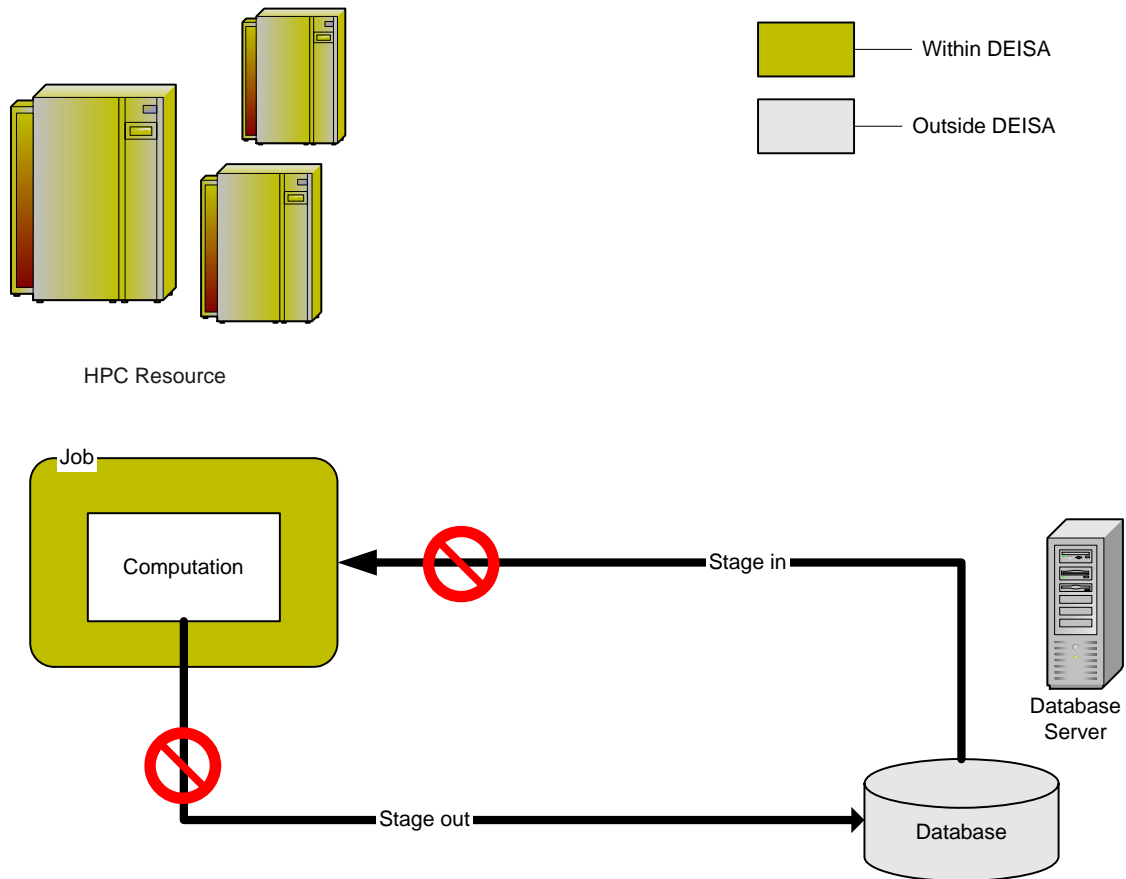 Within DEISA
Outside DEISA
HPC Resource
Job
Computation
Stage in
Database
Server
Stage out
Database